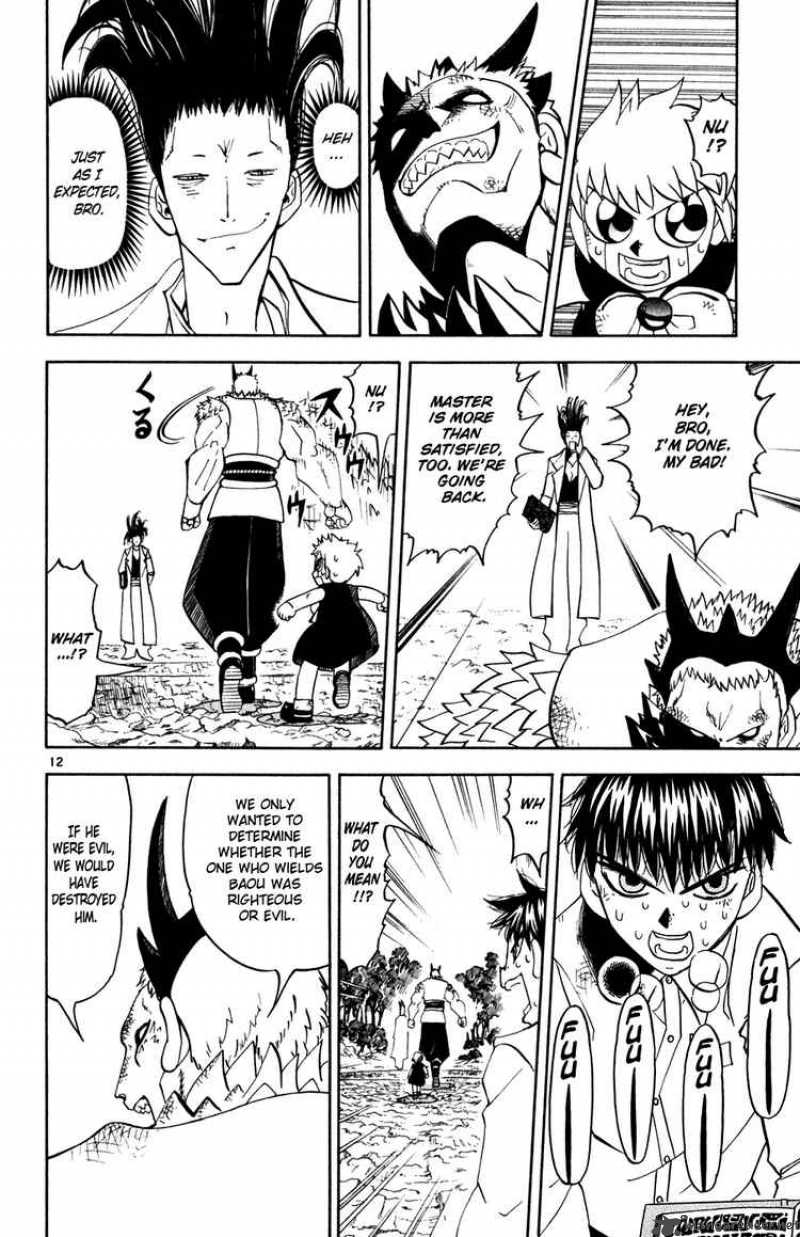 NU
!?
HEH
...
JUST
AS I
EXPECTED,
BRO.
HEY,
BRO,
I'M DONE.
MY BAD!
MASTER
IS MORE
THAN
SATISFIED,
TOO. WE'RE
GOING
BACK.
NU
!?
スゥゥ
くる
WHAT
...!?
12
FUU—
FUU—
FUU—
FUU—
WH
...
WHAT
DO
YOU
MEAN
!!?
WE ONLY
WANTED TO
DETERMINE
WHETHER THE
ONE WHO WIELDS
BAOU WAS
RIGHTEOUS
OR EVIL.
IF HE
WERE EVIL,
WE WOULD
HAVE
DESTROYED
HIM.